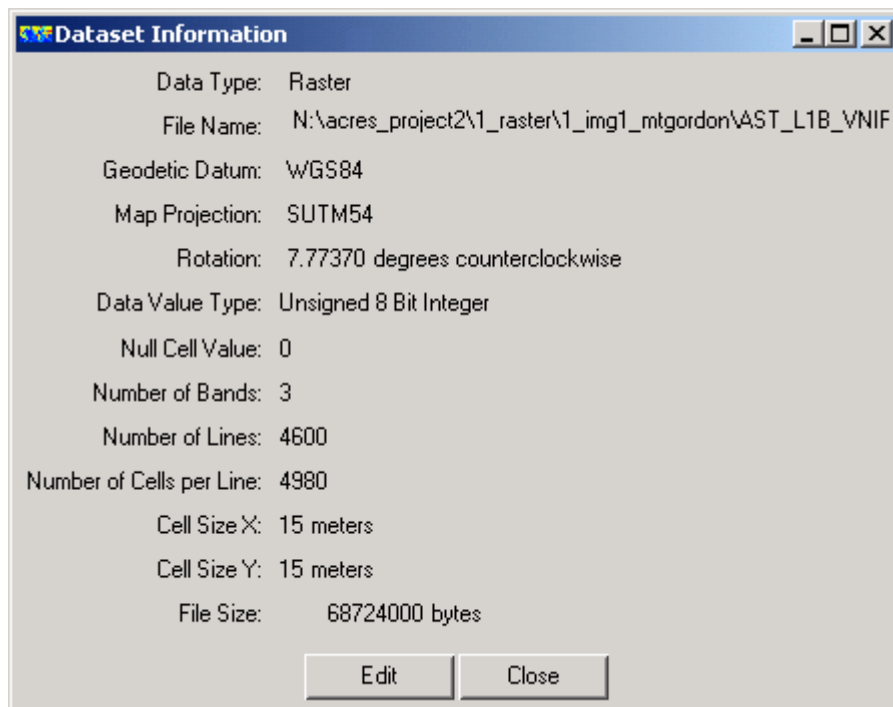 Dataset Information
Data Type: Raster
File Name: N:\acres_project2\1_raster\1_img1_mtgordon\AST_L1B_VNIF
Geodetic Datum: WGS84
Map Projection: SUTM54
Rotation: 7.77370 degrees counterclockwise
Data Value Type: Unsigned 8 Bit Integer
Null Cell Value: 0
Number of Bands: 3
Number of Lines: 4600
Number of Cells per Line: 4980
Cell Size X: 15 meters
Cell Size Y: 15 meters
File Size: 68724000 bytes
Edit Close